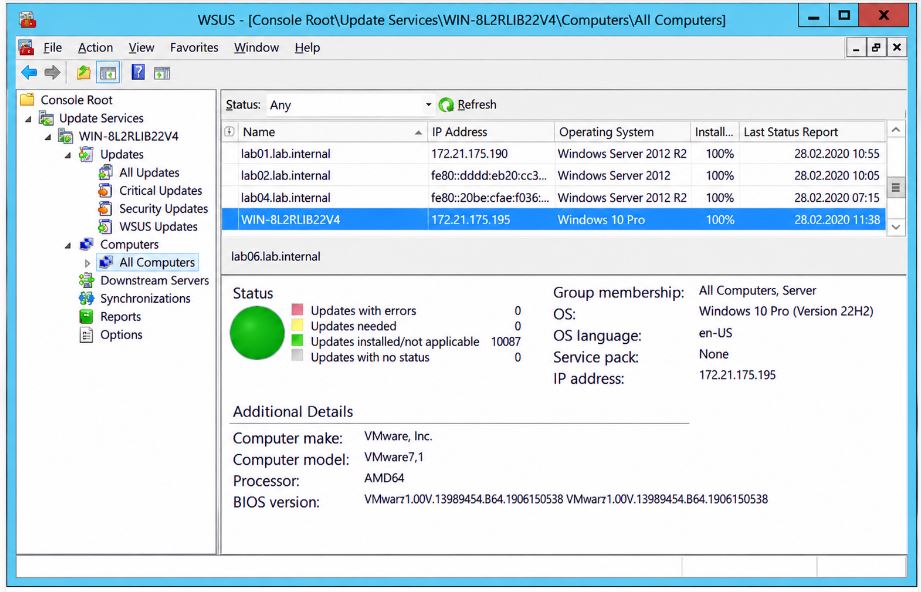 WSUS - [Console Root\Update Services\WIN-8L2RLIB22V4\Computers\All Computers]
File Action View Favorites Window Help
Console Root
Update Services
WIN-8L2RLIB22V4
Updates
All Updates
Critical Updates
Security Updates
WSUS Updates
Computers
All Computers
Downstream Servers
Synchronizations
Reports
Options
Status: Any Refresh
Name IP Address Operating System Install... Last Status Report
lab01.lab.internal 172.21.175.190 Windows Server 2012 R2 100% 28.02.2020 10:55
lab02.lab.internal fe80::dddd:eb20:cc3... Windows Server 2012 100% 28.02.2020 10:05
lab04.lab.internal fe80::20be:cfae:f036:... Windows Server 2012 R2 100% 28.02.2020 07:15
WIN-8L2RLIB22V4 172.21.175.195 Windows 10 Pro 100% 28.02.2020 11:38
lab06.lab.internal
Status
Updates with errors 0
Updates needed 0
Updates installed/not applicable 10087
Updates with no status 0
Group membership: All Computers, Server
OS: Windows 10 Pro (Version 22H2)
OS language: en-US
Service pack: None
IP address: 172.21.175.195
Additional Details
Computer make: VMware, Inc.
Computer model: VMware7,1
Processor: AMD64
BIOS version: VMwarז1.00V.13989454.B64.1906150538 VMwarז1.00V.13989454.B64.1906150538